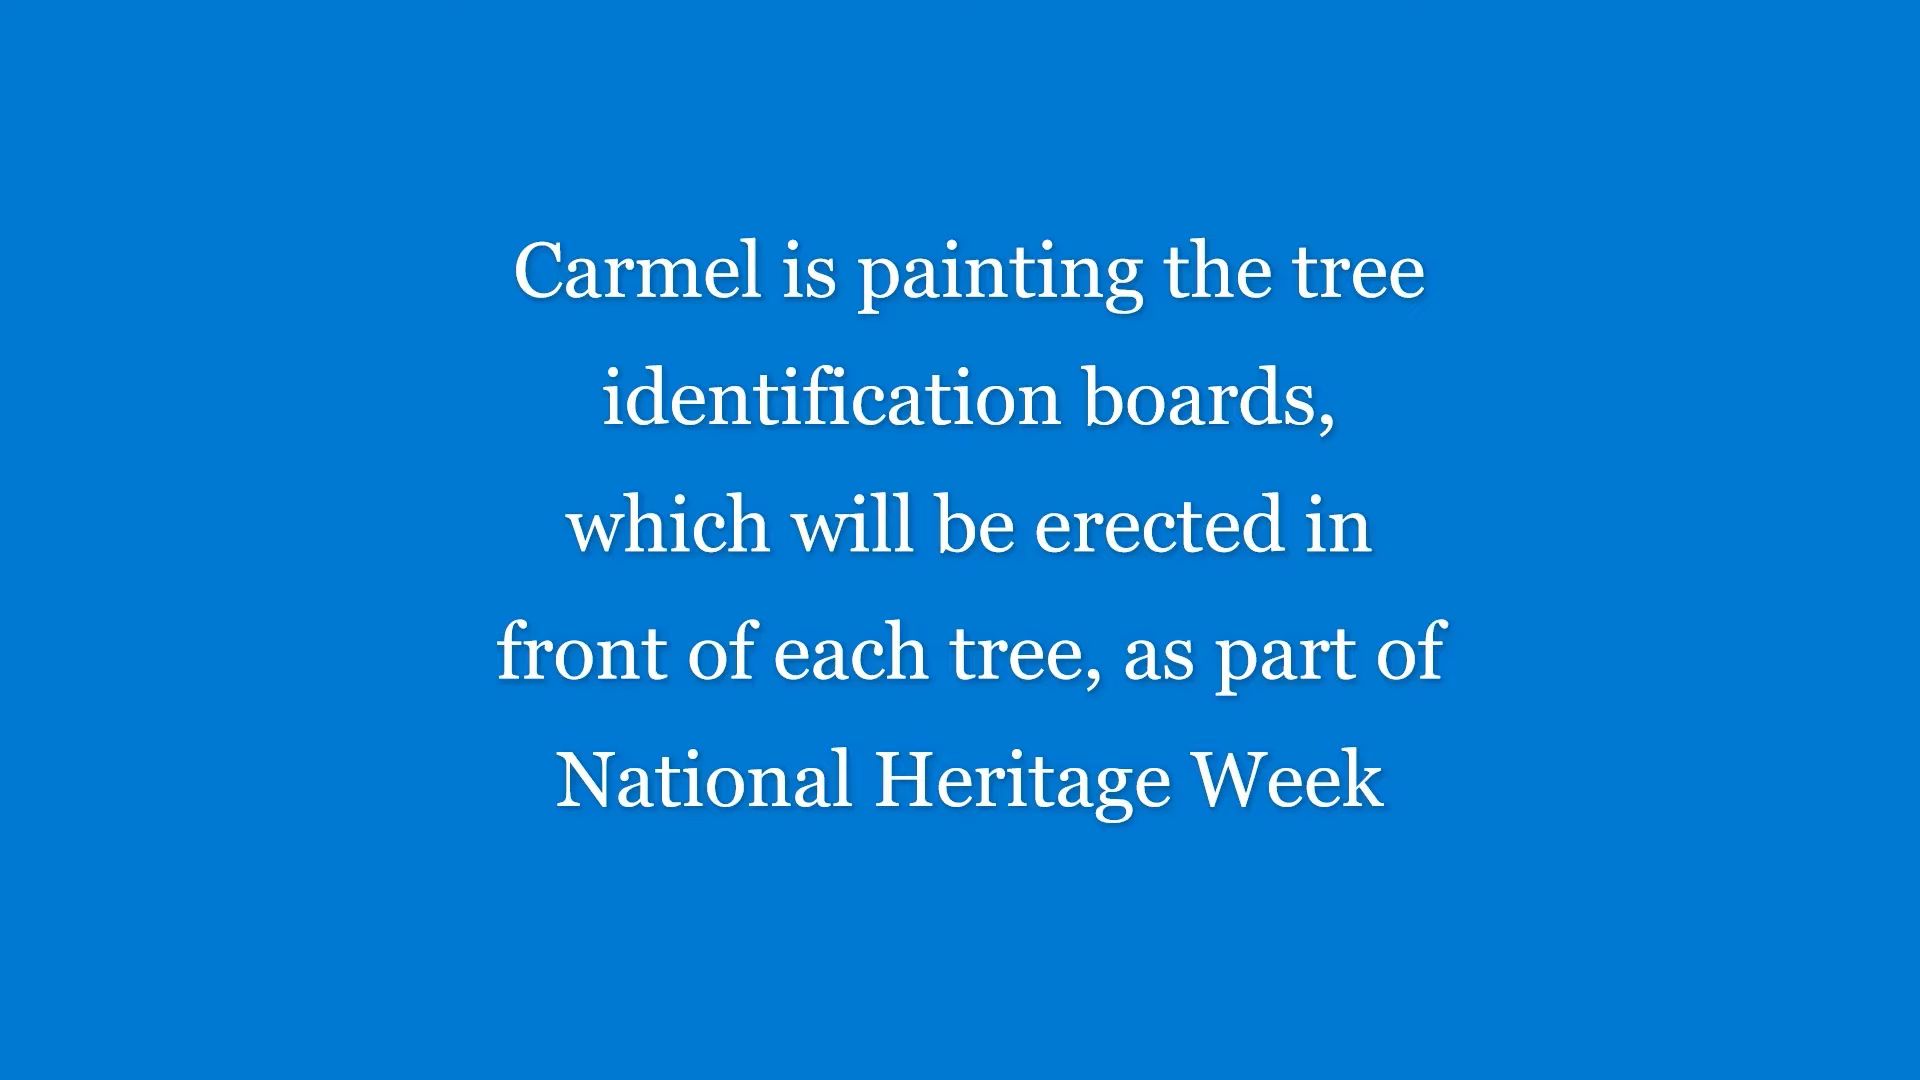 Carmel is painting the tree
identification boards,
which will be erected in
front of each tree, as part of
National Heritage Week